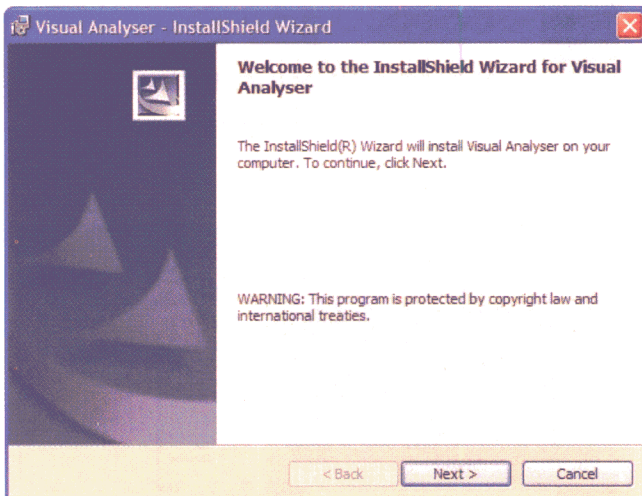 Visual Analyser - InstallShield Wizard
Welcome to the InstallShield Wizard for Visual
Analyser
The InstallShield(R) Wizard will install Visual Analyser on your
computer. To continue, click Next.
WARNING: This program is protected by copyright law and
international treaties.
< Back
Next >
Cancel